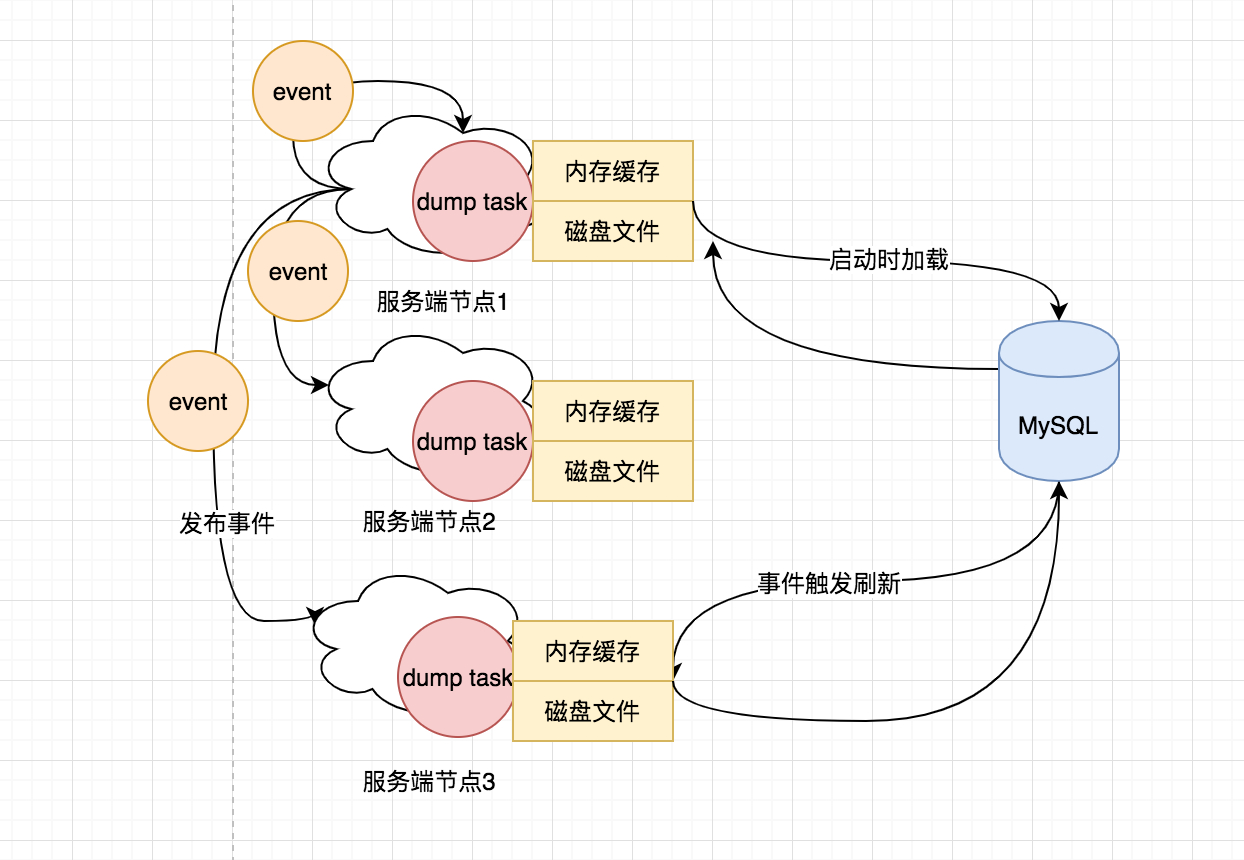 event
内存缓存
dump task
磁盘文件
启动时加载
event
服务端节点1
event
内存缓存
MySQL
dump task
磁盘文件
发布事件
服务端节点2
事件触发刷新
内存缓存
dump task
磁盘文件
服务端节点3